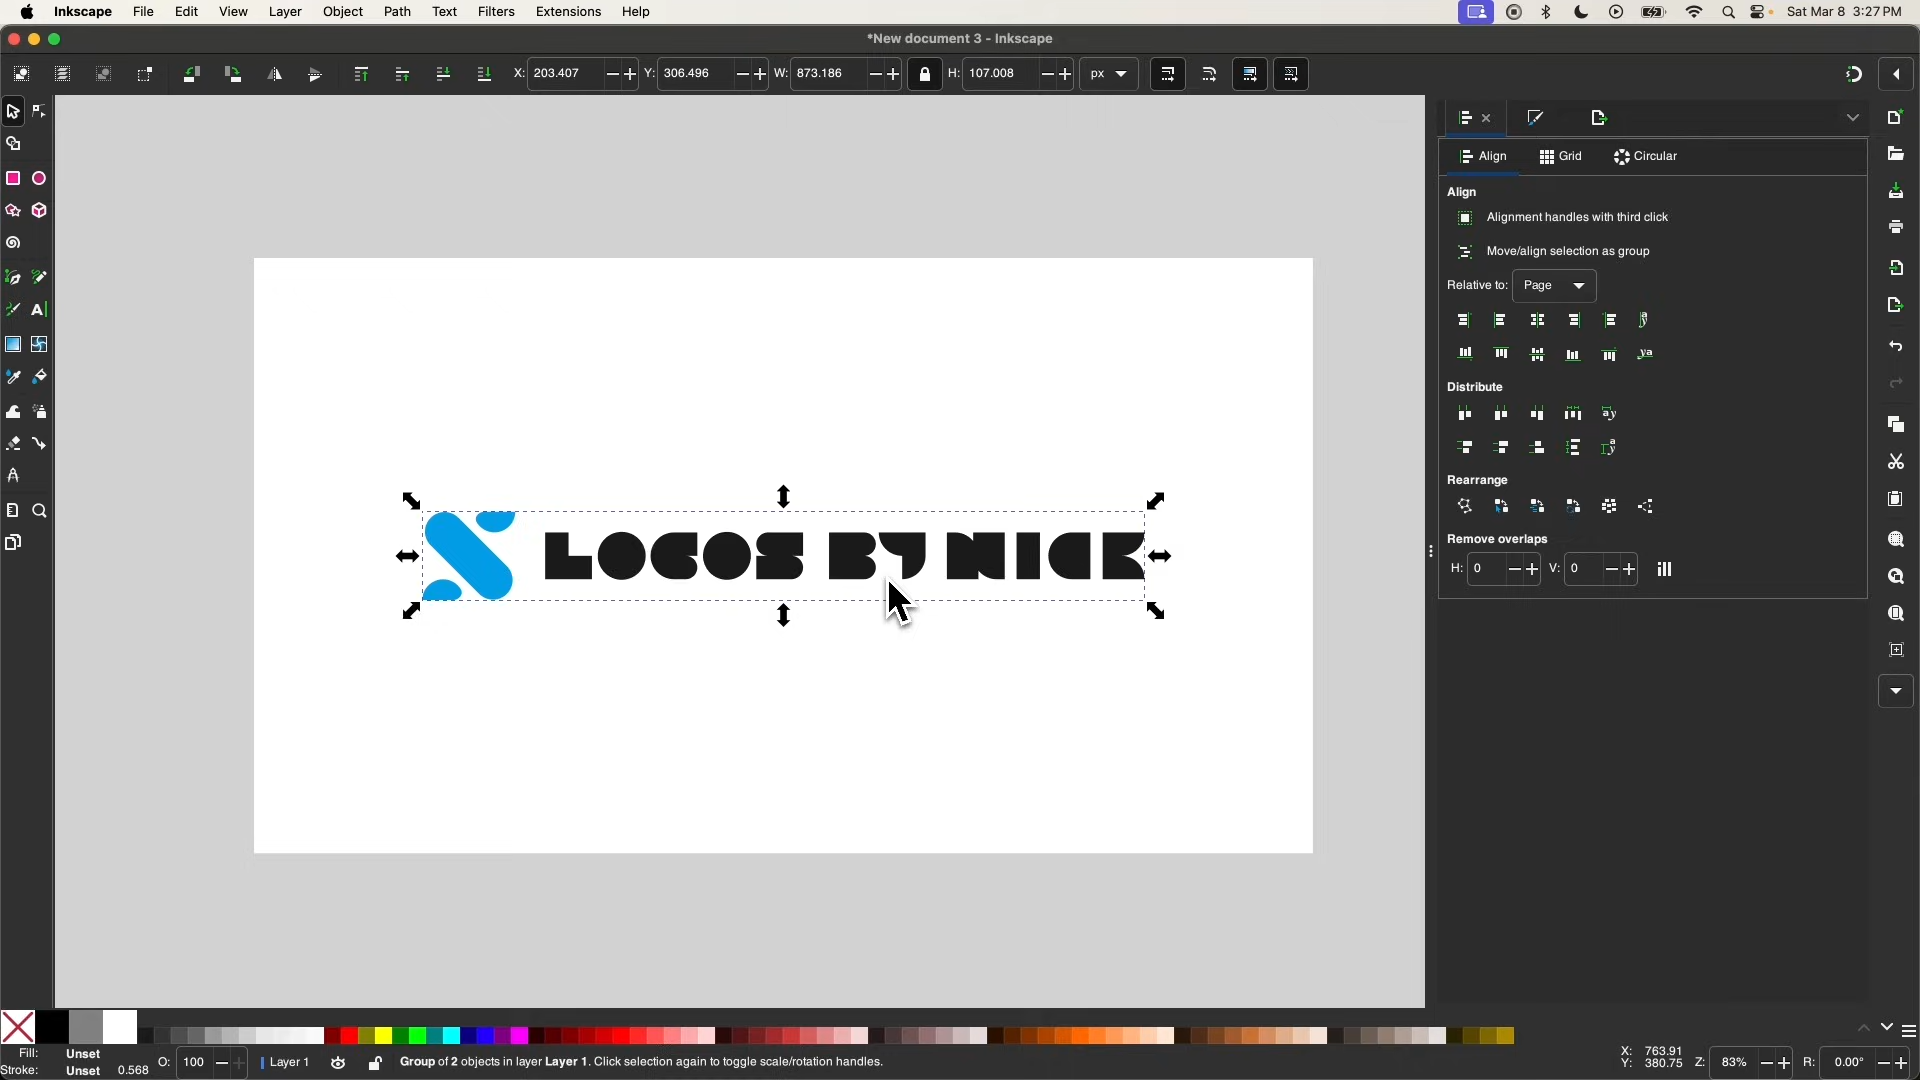 Inkscape File Edit View Layer Object Path Text Filters Extensions Help Sat Mar 8 3:27 PM
*New document 3 - Inkscape
X: 203.407 Y: 306.496 W: 873.186 H: 107.008 px
Align Grid Circular
Align
Alignment handles with third click
Move/align selection as group
Relative to: Page
Distribute
Rearrange
Remove overlaps
H: 0 V: 0
LOGOS BY NICK
Fill: Unset O: 100 Layer 1 Group of 2 objects in layer Layer 1. Click selection again to toggle scale/rotation handles. X: 763.91 Z: 83% R: 0.00°
Stroke: Unset 0.568 Y: 380.75